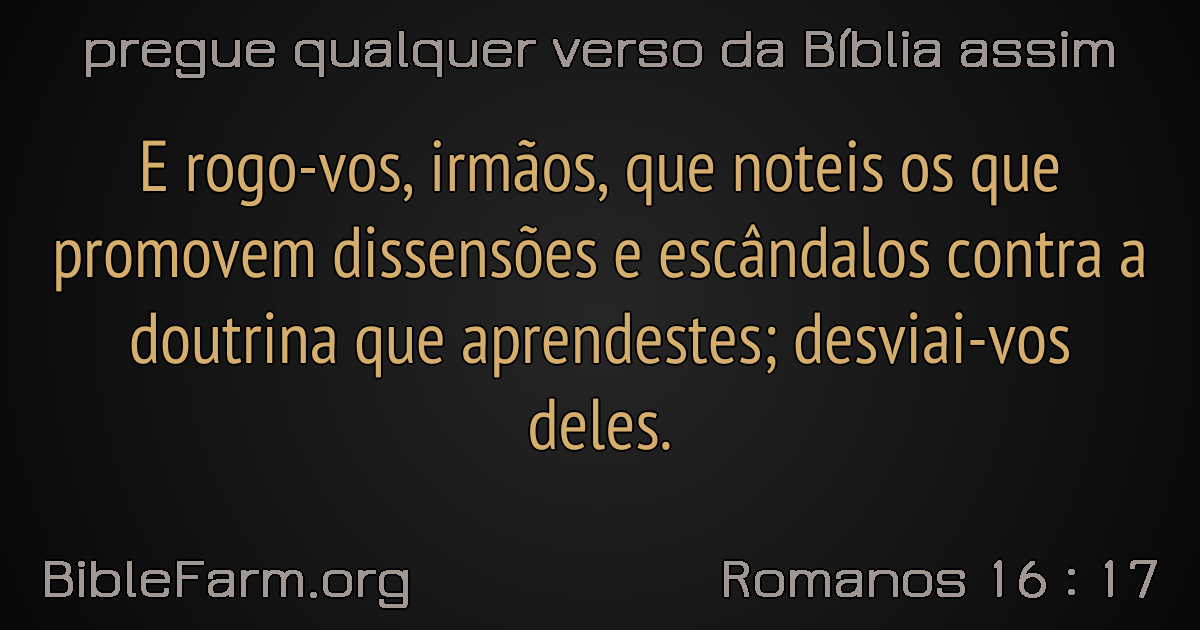 pregue qualquer verso da Bíblia assim
E rogo-vos, irmãos, que noteis os que
promovem dissensões e escândalos contra a
doutrina que aprendestes; desviai-vos
deles.
BibleFarm.org
Romanos 16 : 17